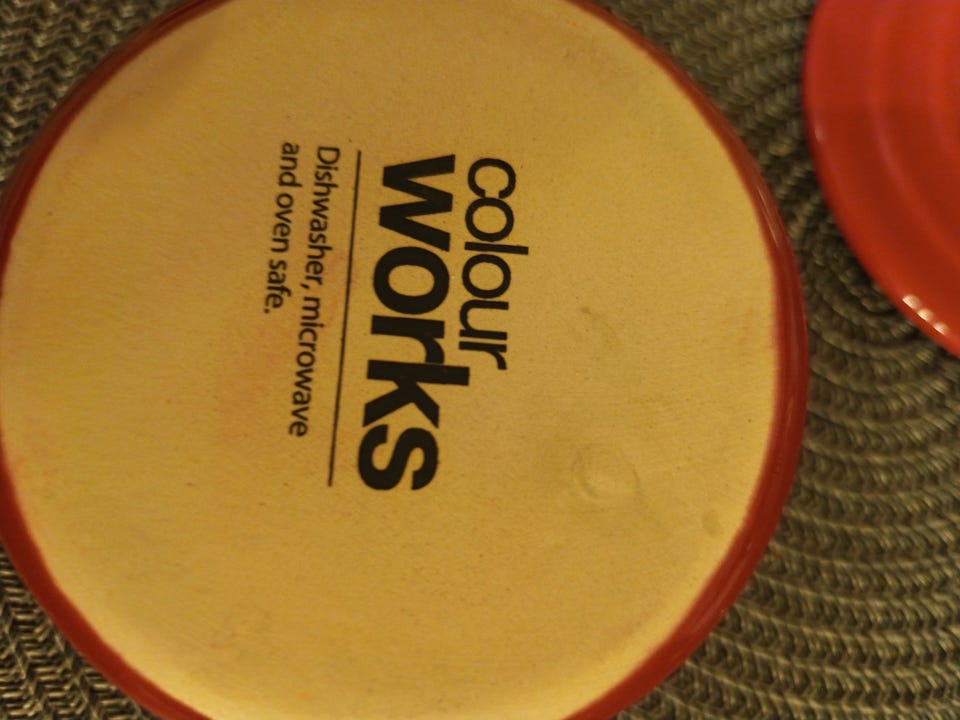 colour
works
Dishwasher, microwave
and oven safe.